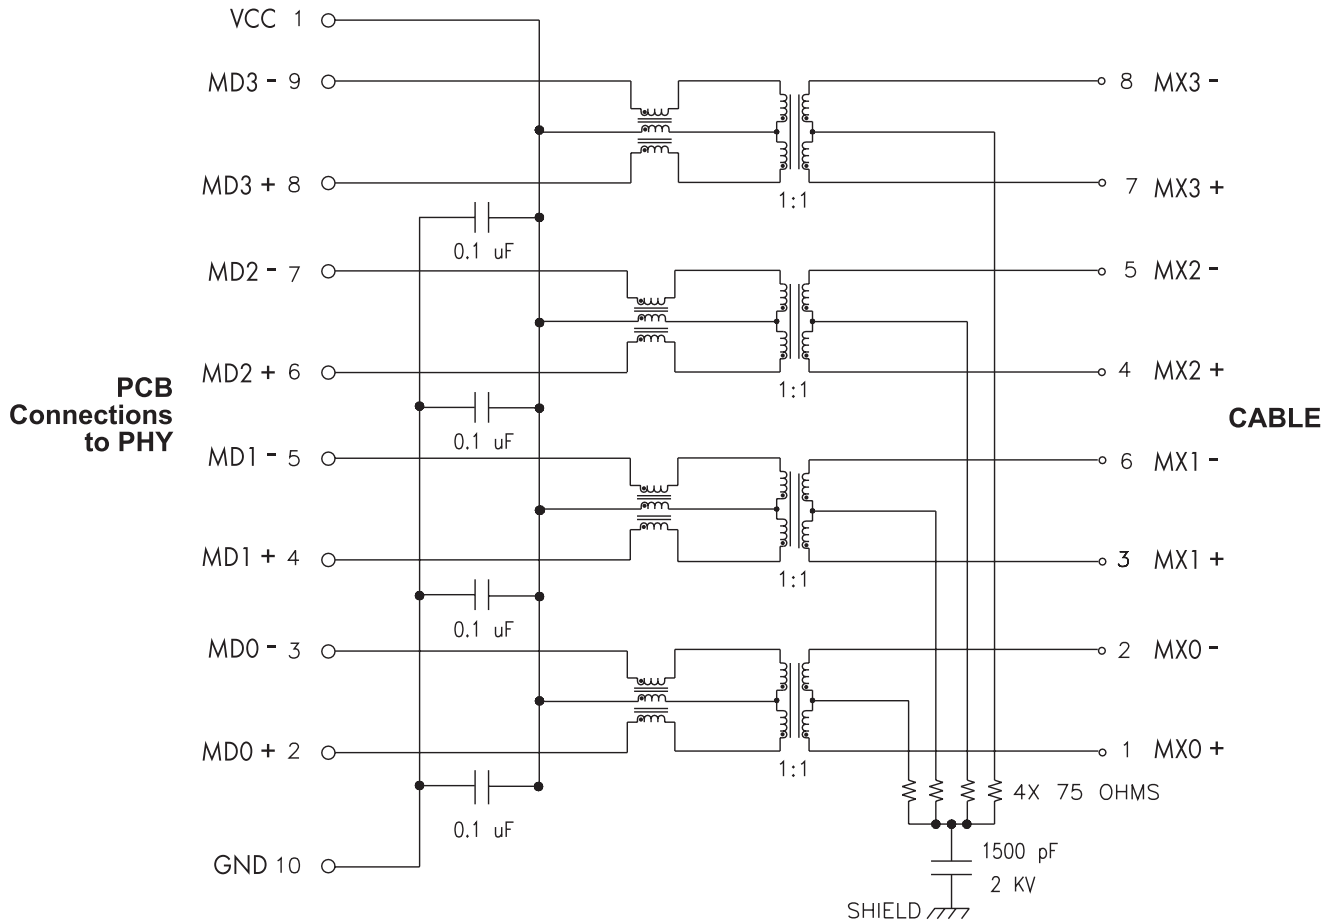 VCC 1
MD3 - 9
8 MX3 -
MD3 + 8
7 MX3 +
1:1
0.1 uF
MD2 - 7
5 MX2 -
MD2 + 6
4 MX2 +
1:1
PCB
Connections
to PHY
CABLE
0.1 uF
MD1 - 5
6 MX1 -
MD1 + 4
3 MX1 +
1:1
0.1 uF
MD0 - 3
2 MX0 -
MD0 + 2
1 MX0 +
1:1
4X 75 OHMS
0.1 uF
GND 10
1500 pF
2 KV
SHIELD